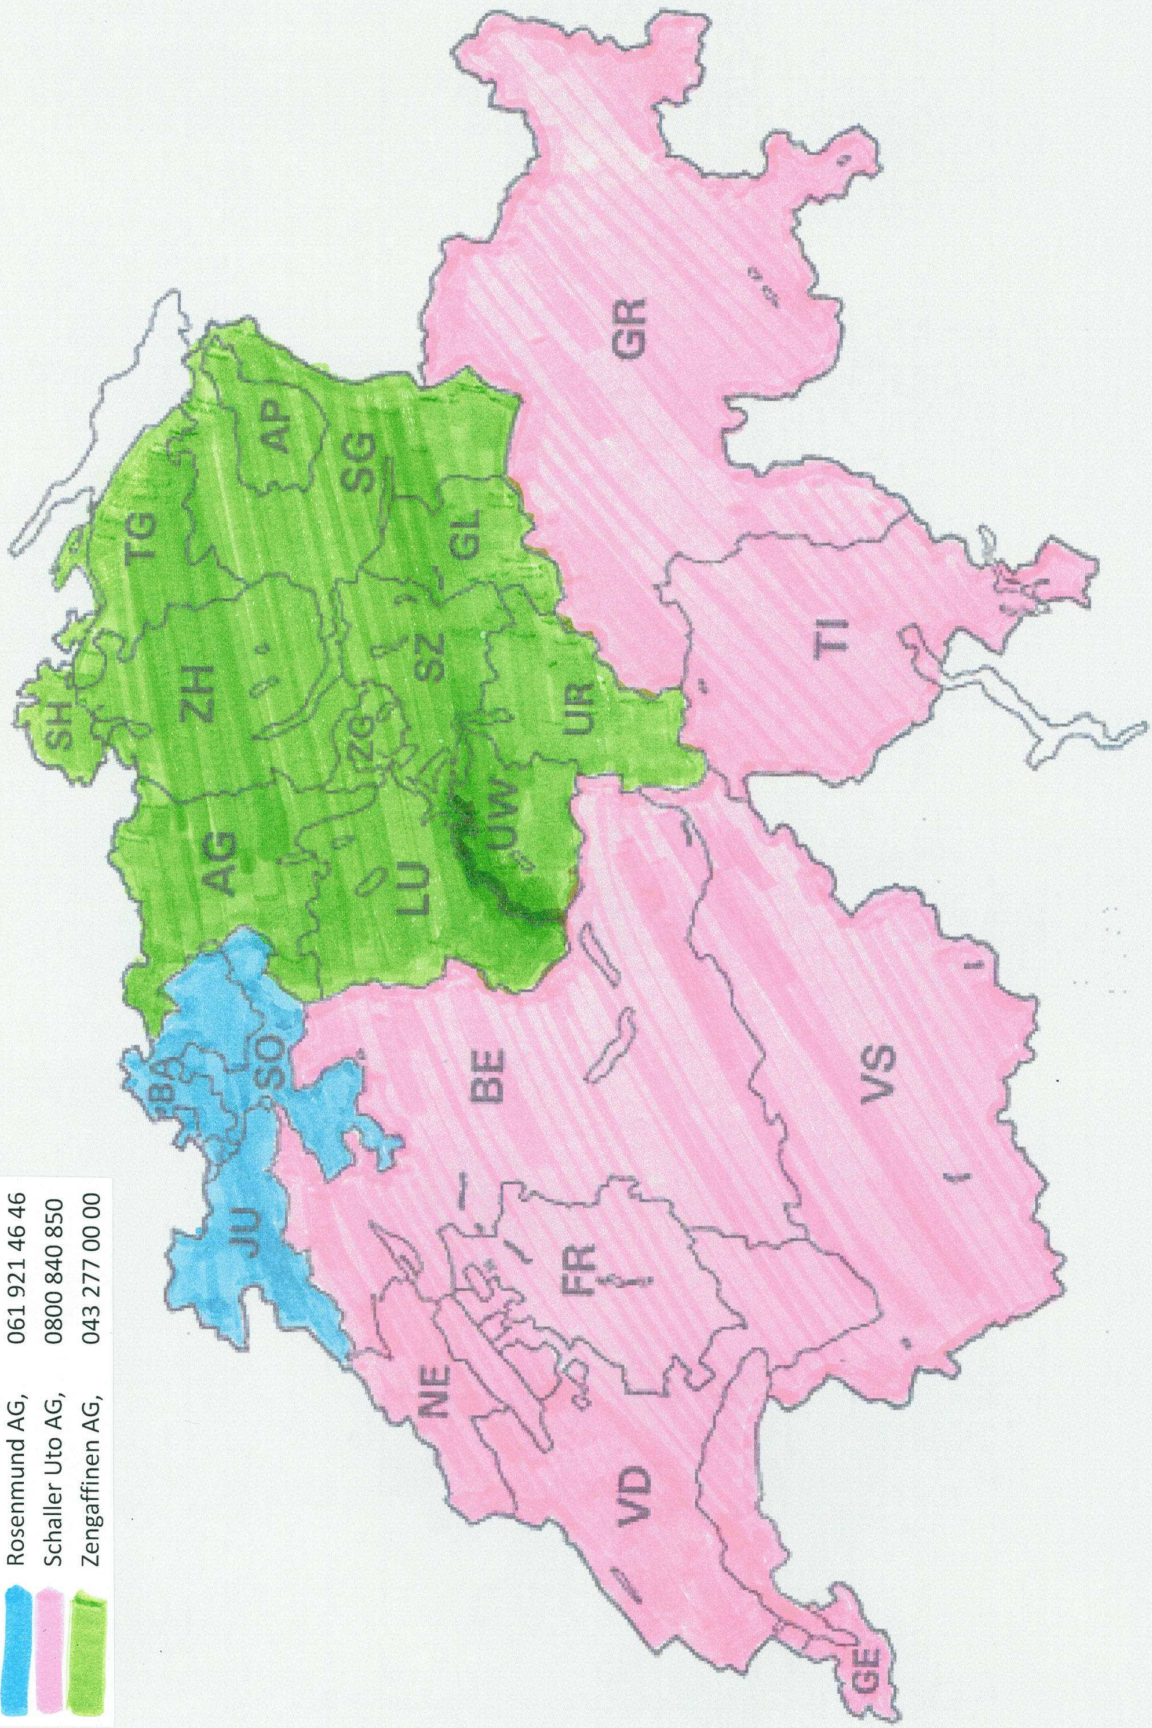 Rosenmund AG, 061 921 46 46
Schaller Uto AG, 0800 840 850
Zengaffinen AG, 043 277 00 00
SH
TG
BA
ZH
AG
AP
JU
SO
SG
ZG
LU
SZ
GL
NE
BE
UW
UR
FR
GR
VD
TI
VS
GE